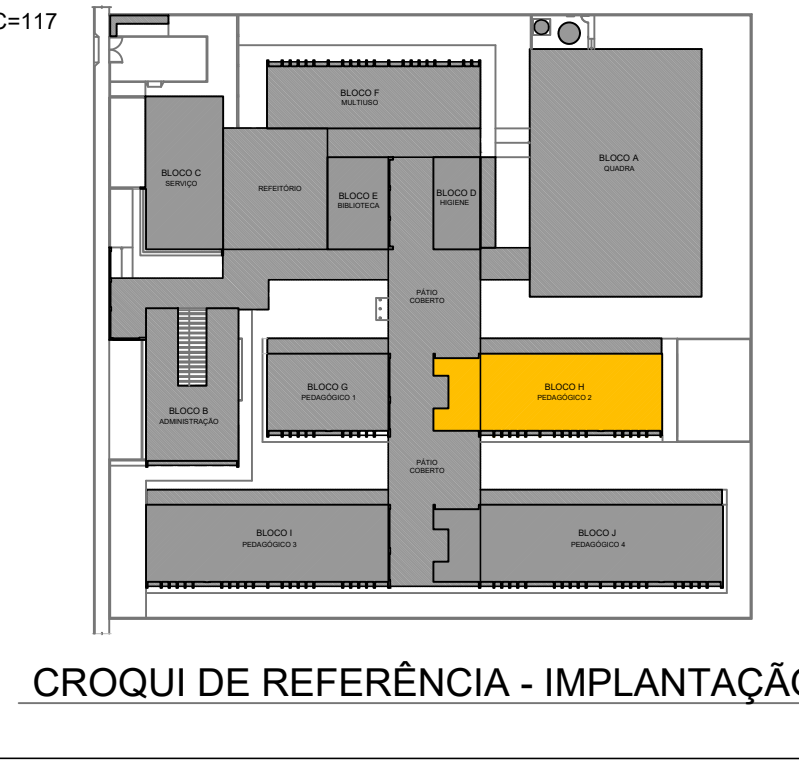 C=117
BLOCO F
MULTIUSO
BLOCO A
QUADRA
BLOCO C
SERVIÇO
REFEITÓRIO
BLOCO E
BIBLIOTECA
BLOCO D
HIGIENE
PÁTIO
COBERTO
BLOCO G
PEDAGÓGICO 1
BLOCO H
PEDAGÓGICO 2
BLOCO B
ADMINISTRAÇÃO
PÁTIO
COBERTO
BLOCO I
PEDAGÓGICO 3
BLOCO J
PEDAGÓGICO 4
CROQUI DE REFERÊNCIA - IMPLANTAÇÃO